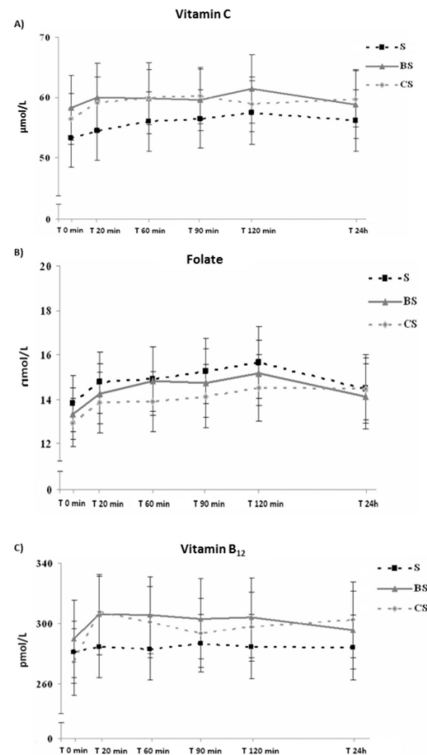 Vitamin C
A)
70
60
50
0
μmol/L
S
BS
CS
T 0 min T 20 min T 60 min T 90 min T 120 min T 24h
B)
Folate
20
18
16
14
12
0
nmol/L
S
BS
CS
T 0 min T 20 min T 60 min T 90 min T 120 min T 24h
C)
Vitamin B12
340
300
260
0
pmol/L
S
BS
CS
T 0 min T 20 min T 60 min T 90 min T 120 min T 24h